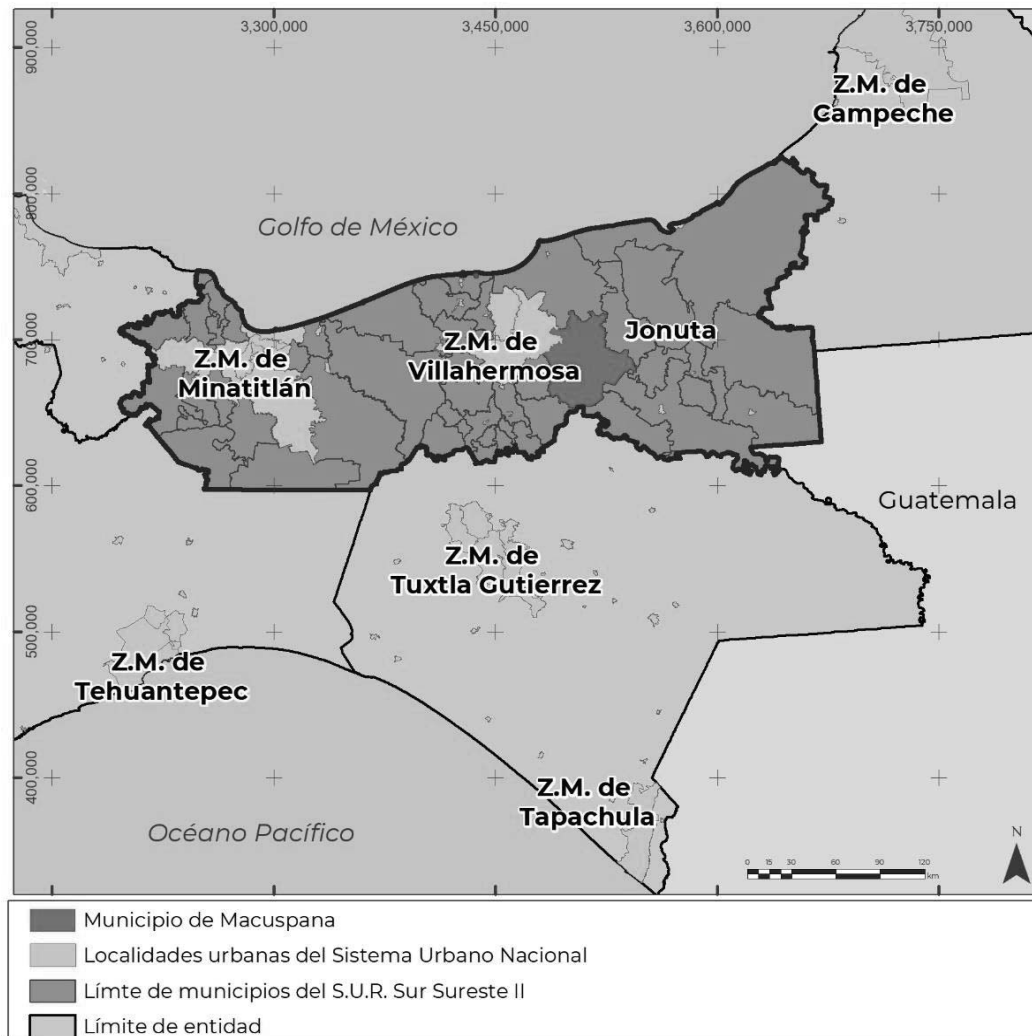 3,300,000
3,450,000
3,600,000
3,750,000
900,000
800,000
700,000
600,000
500,000
400,000
Z.M. de
Campeche
Golfo de México
Jonuta
Z.M. de
Villahermosa
Z.M. de
Minatitlán
Guatemala
Z.M. de
Tuxtla Gutierrez
Z.M. de
Tehuantepec
Z.M. de
Tapachula
Océano Pacífico
N
0 15 30 60 90 120
km
Municipio de Macuspana
Localidades urbanas del Sistema Urbano Nacional
Límte de municipios del S.U.R. Sur Sureste II
Límite de entidad